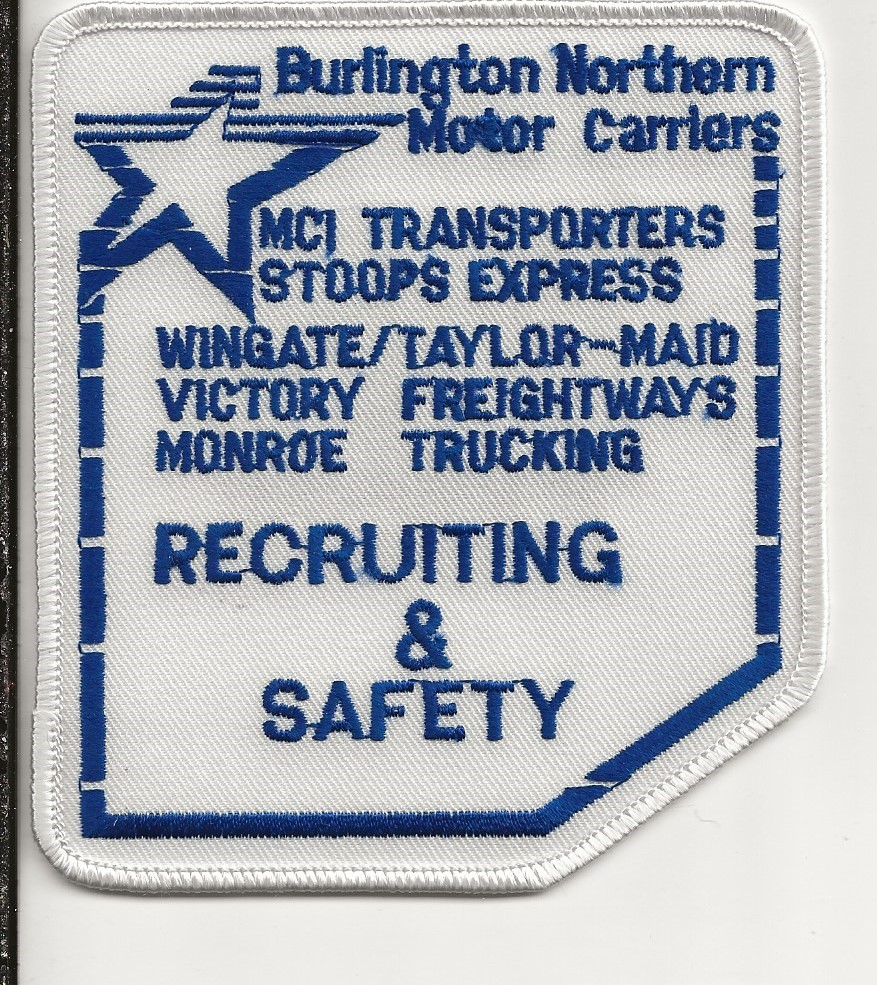 Burlington Northern
Motor Carriers
MCI TRANSPORTERS
STOOPS EXPRESS
WINGATE/TAYLOR-MAID
VICTORY FREIGHTWAYS
MONROE TRUCKING
RECRUITING
&
SAFETY